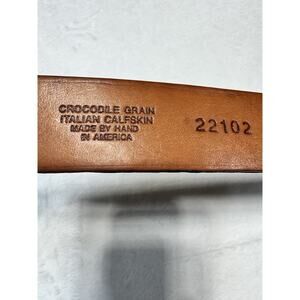 CROCODILE GRAIN
ITALIAN CALFSKIN
MADE BY HAND
IN AMERICA
22102